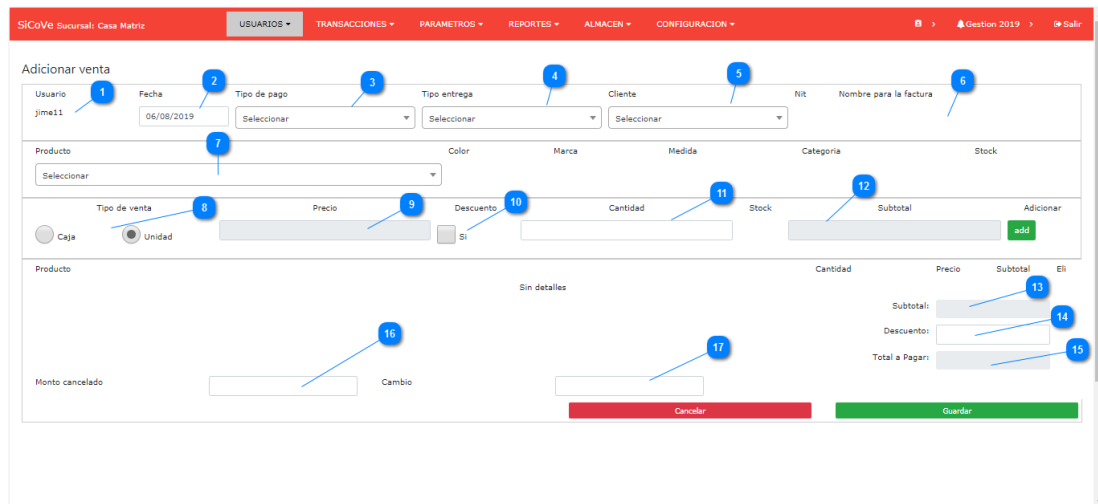 SiCoVe Sucursal: Casa Matriz USUARIOS TRANSACCIONES PARAMETROS REPORTES ALMACEN CONFIGURACION Gestion 2019 Salir
Adicionar venta
Usuario 1 Fecha 2 Tipo de pago 3 Tipo entrega 4 Cliente 5 Nit Nombre para la factura 6
jime11 06/08/2019 Seleccionar Seleccionar Seleccionar
Producto 7 Color Marca Medida Categoria Stock
Seleccionar
Tipo de venta 8 Precio 9 Descuento 10 Cantidad 11 Stock 12 Subtotal Adicionar
Caja Unidad Si add
Producto Cantidad Precio Subtotal Eli
Sin detalles
Subtotal: 13
Descuento: 14
Total a Pagar: 15
Monto cancelado 16 Cambio 17
Cancelar Guardar